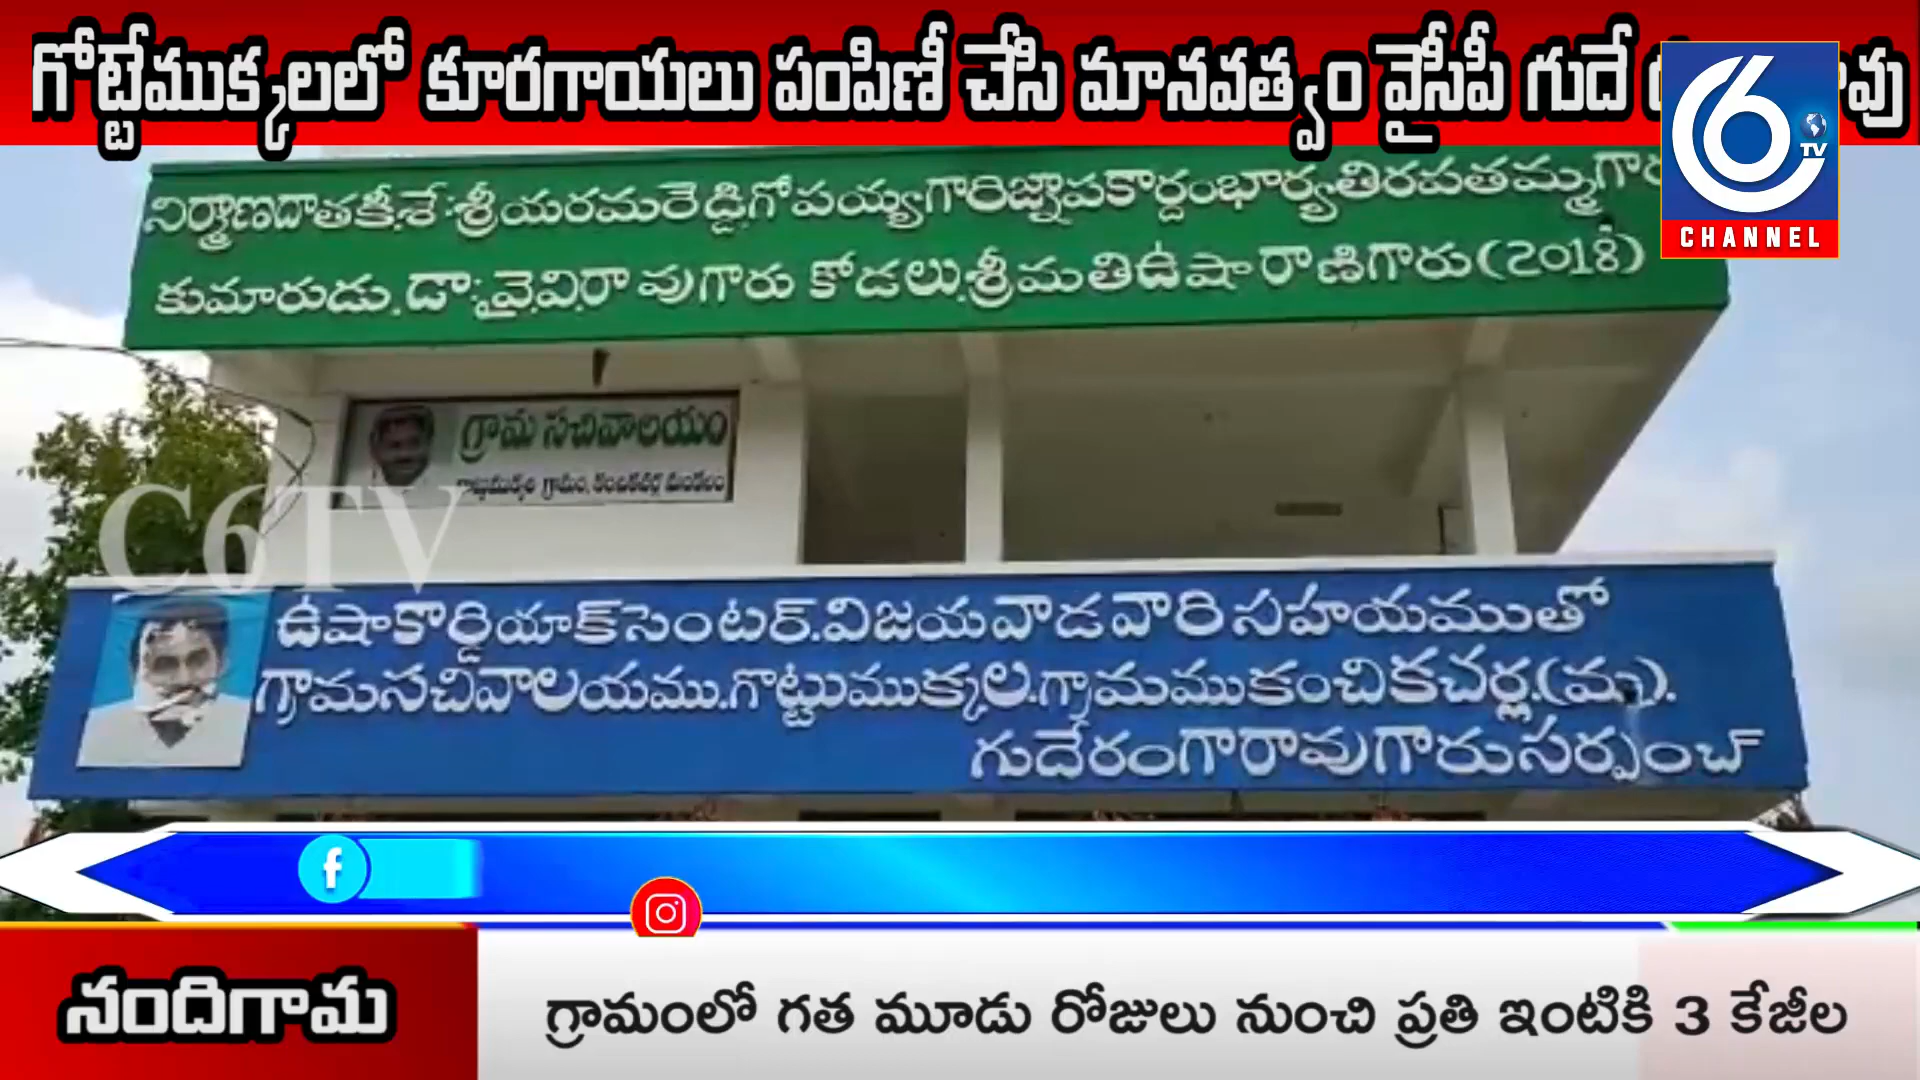 గోట్టేముక్కలలో కూరగాయలు పంపిణీ చేసి మానవత్వం వైసీపీ గుదే
6
TV
CHANNEL
నిర్మాణదాతకీ.శే:శ్రీయరమరెడ్డిగోపయ్యగారిజ్ఞాపకార్దంభార్యతిరపతమ్మగా
కుమారుడు.డా:వై.వి.రావుగారు కోడలు.శ్రీమతిఉషారాణిగారు(2018)
గ్రామ సచివాలయం
గ్రామం, కంచికచర్ల మండలం
C6TV
ఉషాకార్డియాక్‌సెంటర్.విజయవాడవారిసహాయముతో
గ్రామసచివాలయము.గొట్టుముక్కల.గ్రామముకంచికచర్ల.(మ).
గుదేరంగారావుగారుసర్పంచ్
నందిగామ
గ్రామంలో గత మూడు రోజులు నుంచి ప్రతి ఇంటికి 3 కేజీల